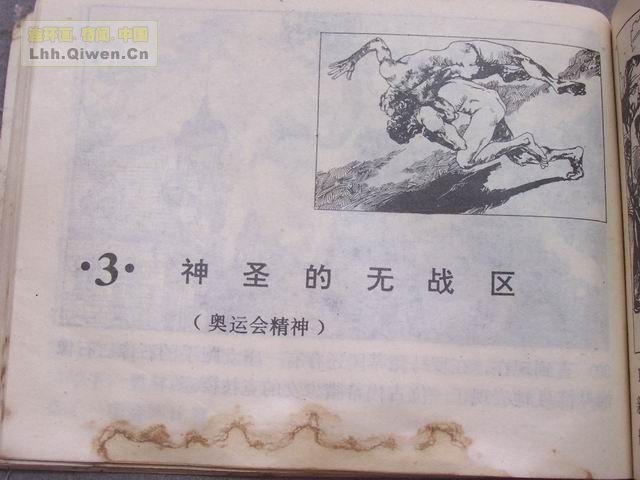 连环画.奇闻.中国
Lhh.Qiwen.Cn
·3· 神圣的无战区
（奥运会精神）